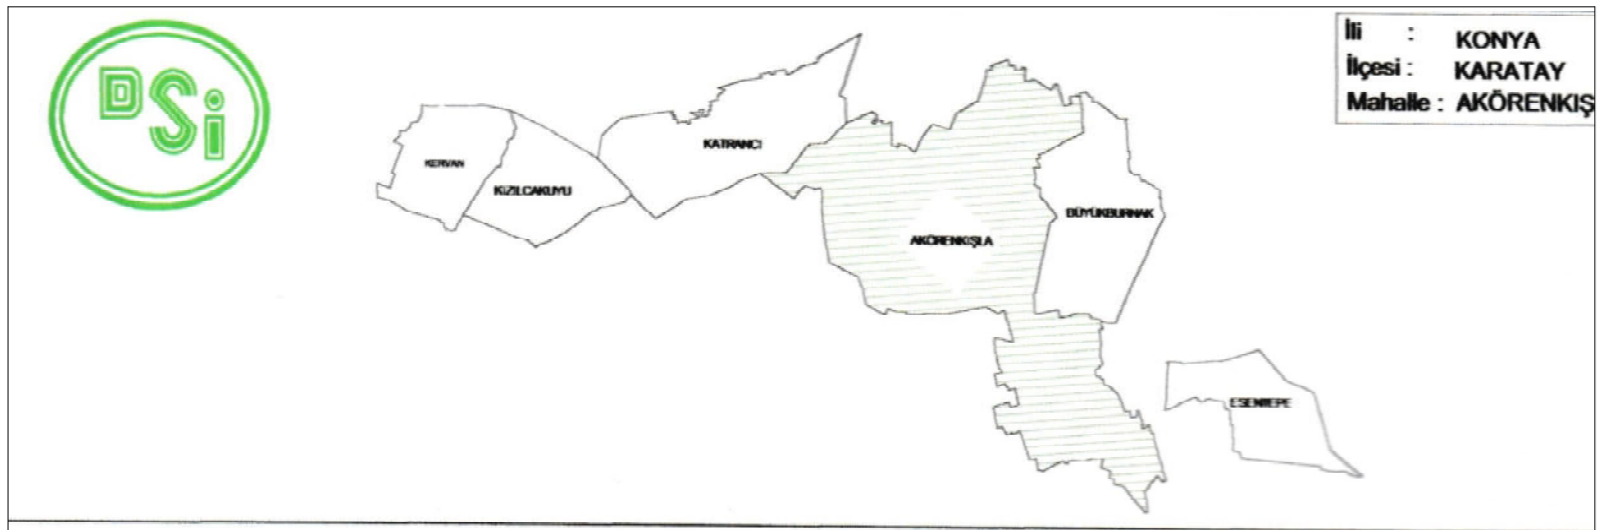 DSİ
İli : KONYA
İlçesi : KARATAY
Mahalle : AKÖRENKIŞ
KERVAN
KIZILCAKUYU
KATRANCI
AKÖRENKIŞLA
BÜYÜKBURNAK
ESENTEPE